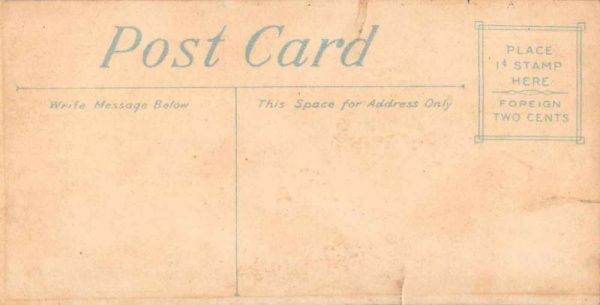 Post Card
Write Message Below
This Space for Address Only
PLACE
1¢ STAMP
HERE
FOREIGN
TWO CENTS